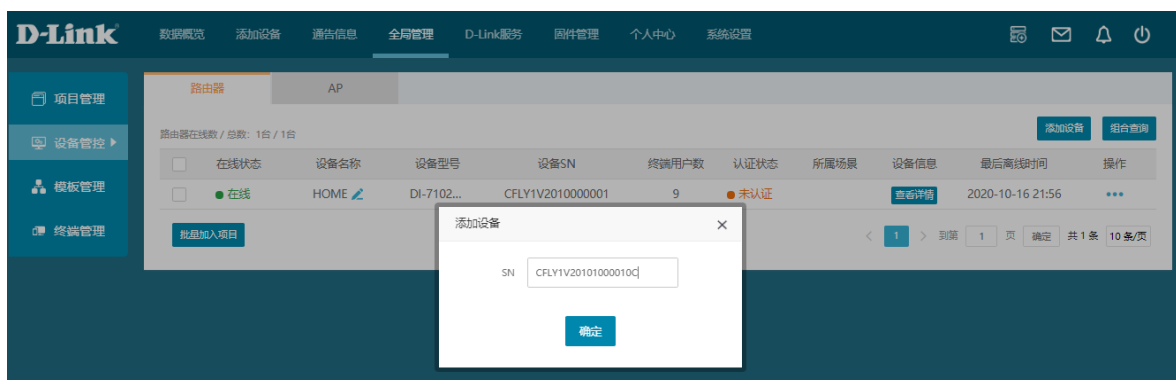 D-Link 数据概览 添加设备 通告信息 全局管理 D-Link服务 固件管理 个人中心 系统设置
项目管理
设备管控
模板管理
终端管理
路由器 AP
路由器在线数 / 总数: 1台 / 1台 添加设备 组合查询
在线状态 设备名称 设备型号 设备SN 终端用户数 认证状态 所属场景 设备信息 最后离线时间 操作
在线 HOME DI-7102... CFLY1V2010000001 9 未认证 查看详情 2020-10-16 21:56 •••
批量加入项目 < 1 > 到第 1 页 确定 共 1 条 10 条/页
添加设备 ×
SN CFLY1V20101000010C
确定